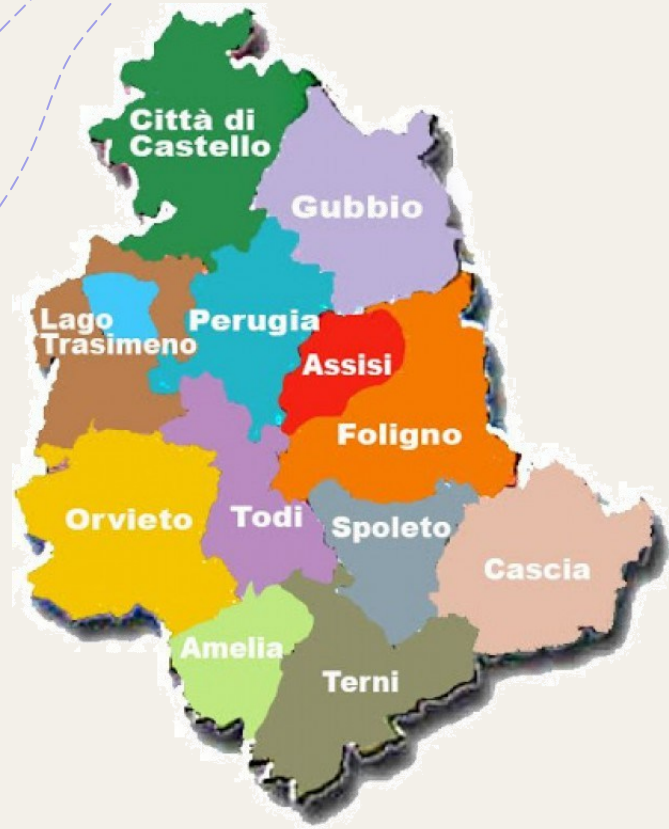 Città di
Castello
Gubbio
Lago
Trasimeno
Perugia
Assisi
Foligno
Orvieto
Todi
Spoleto
Cascia
Amelia
Terni